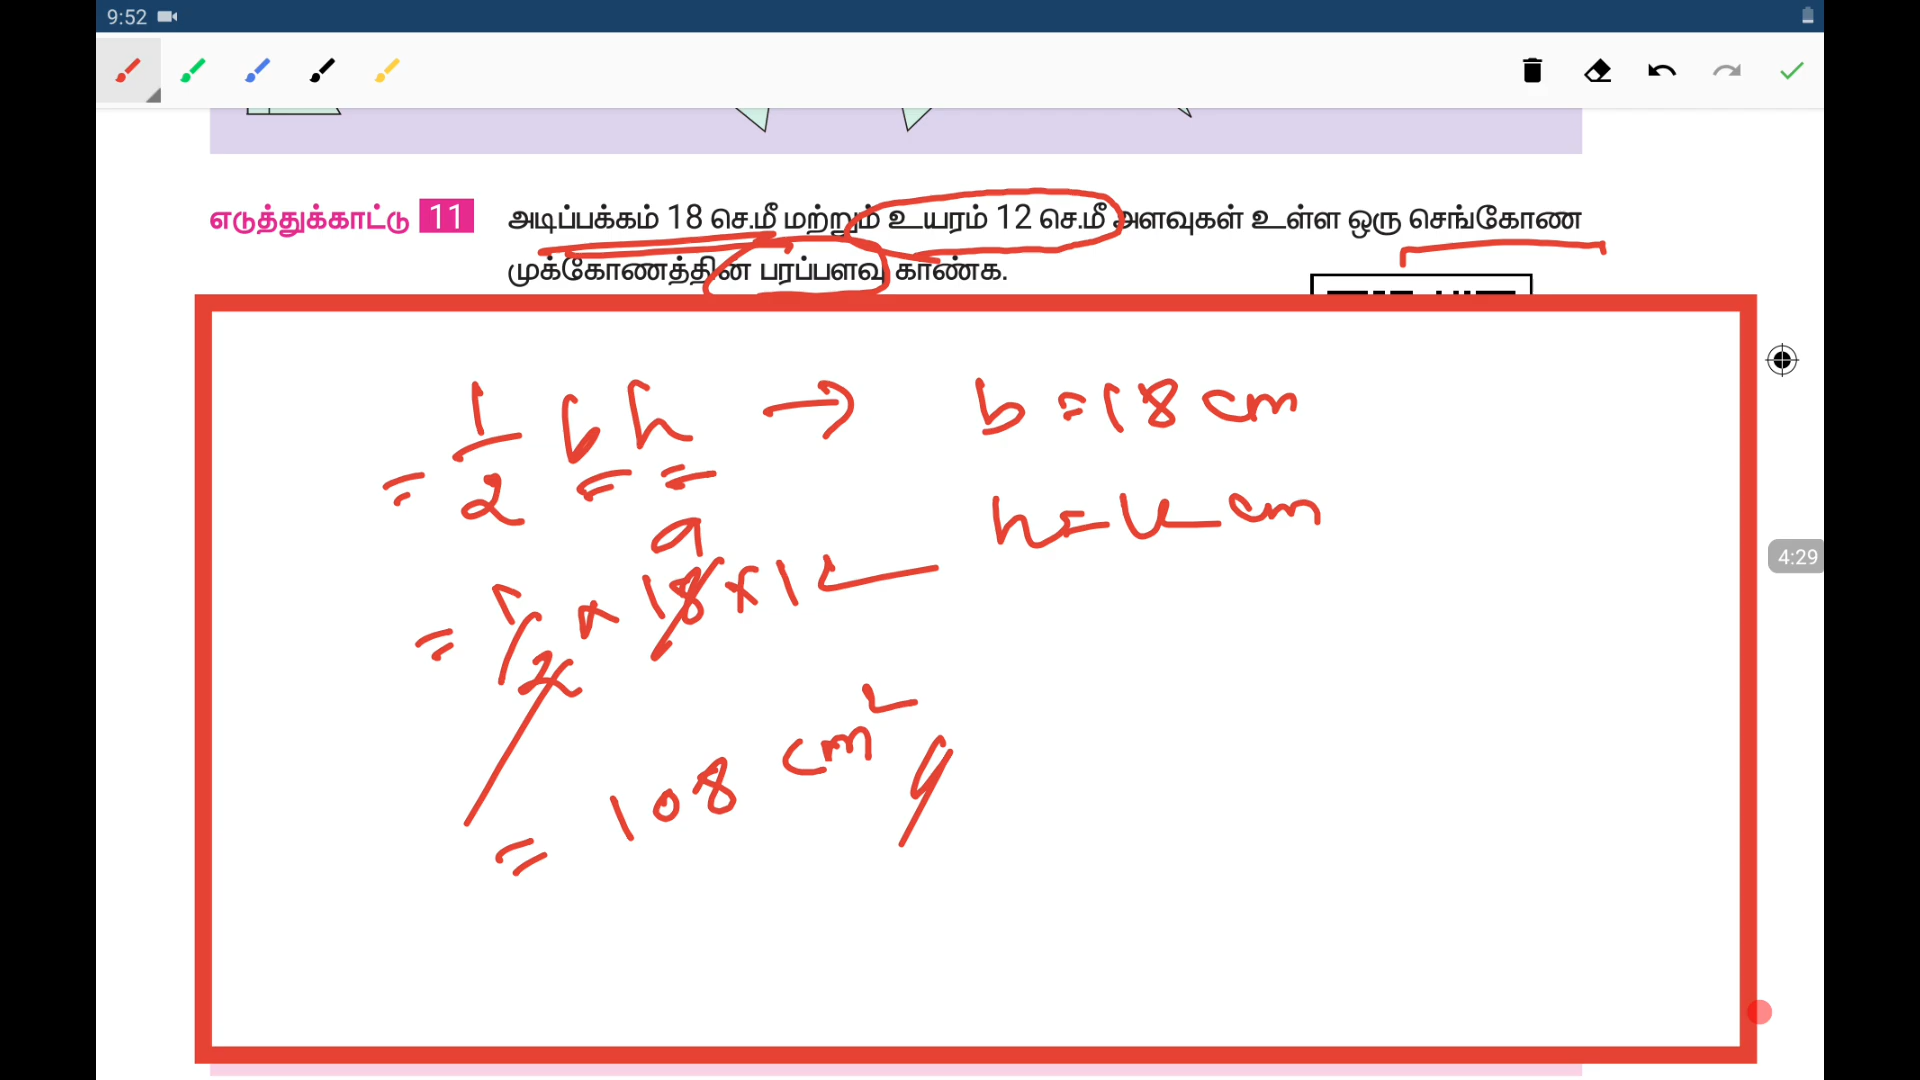 9:52
எடுத்துக்காட்டு 11 அடிப்பக்கம் 18 செ.மீ மற்றும் உயரம் 12 செ.மீ அளவுகள் உள்ள ஒரு செங்கோண
முக்கோணத்தின் பரப்பளவு காண்க.
= 1/2 b h → b = 18 cm
h = 12 cm
9
= 1/2 × 18 × 12
= 108 cm²
4:29